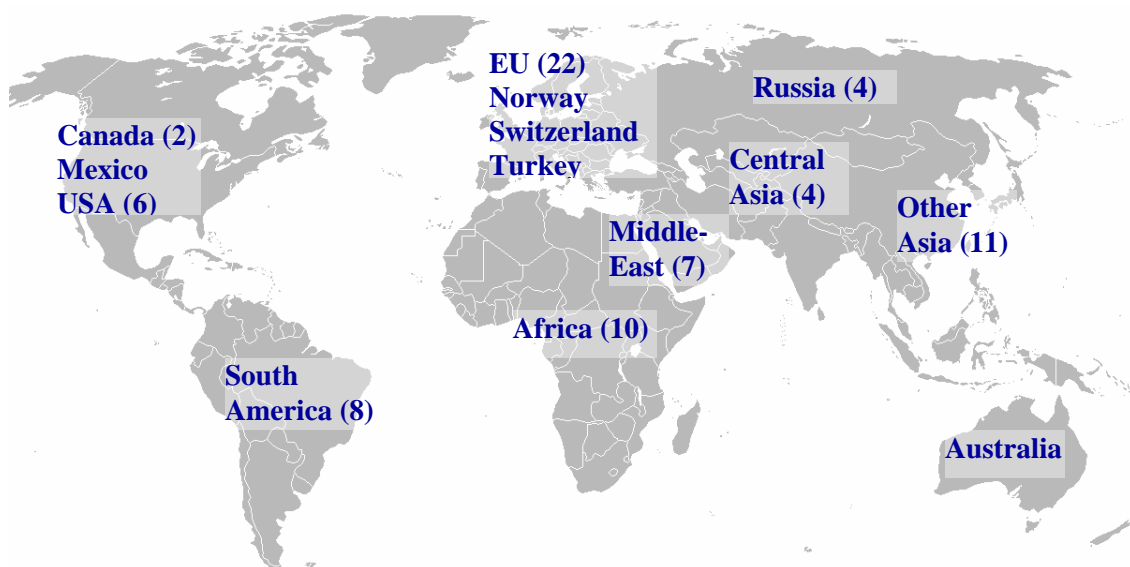 EU (22)
Norway
Switzerland
Turkey
Russia (4)
Canada (2)
Mexico
USA (6)
Central
Asia (4)
Other
Asia (11)
Middle-
East (7)
Africa (10)
South
America (8)
Australia